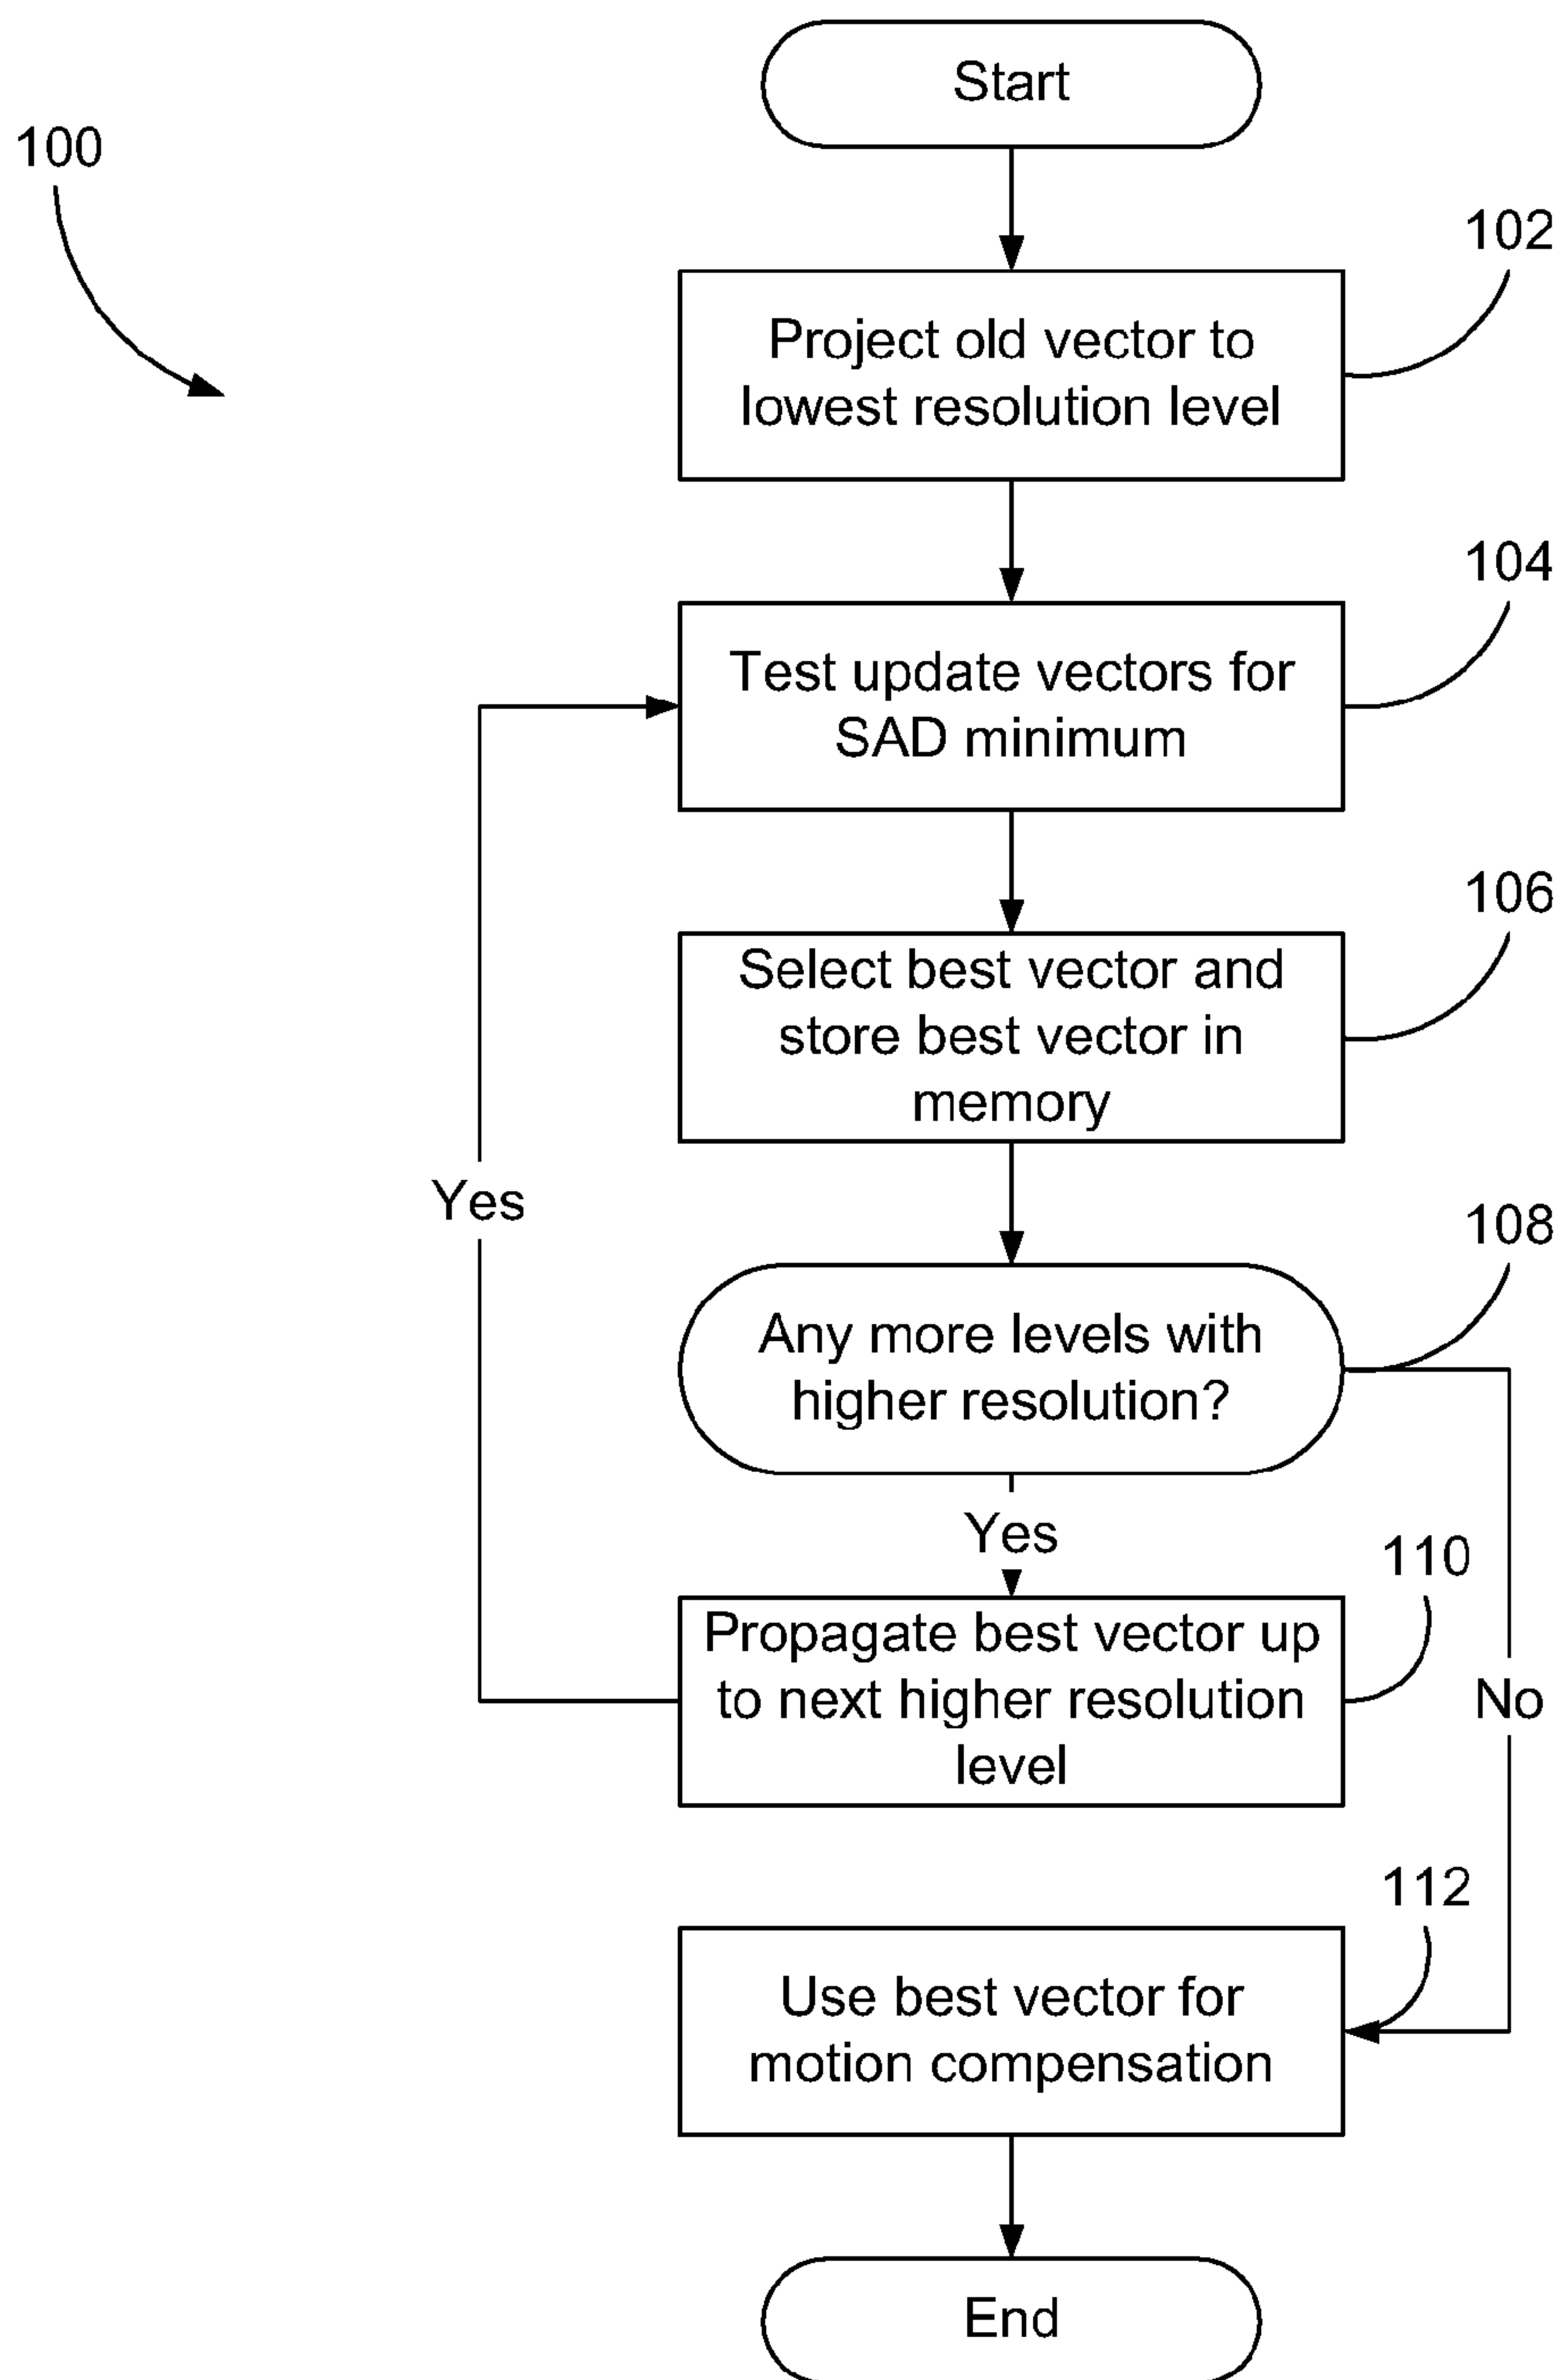 Start
100
102
Project old vector to
lowest resolution level
104
Test update vectors for
SAD minimum
106
Select best vector and
store best vector in
memory
Yes
108
Any more levels with
higher resolution?
Yes
110
Propagate best vector up
to next higher resolution
level
No
112
Use best vector for
motion compensation
End